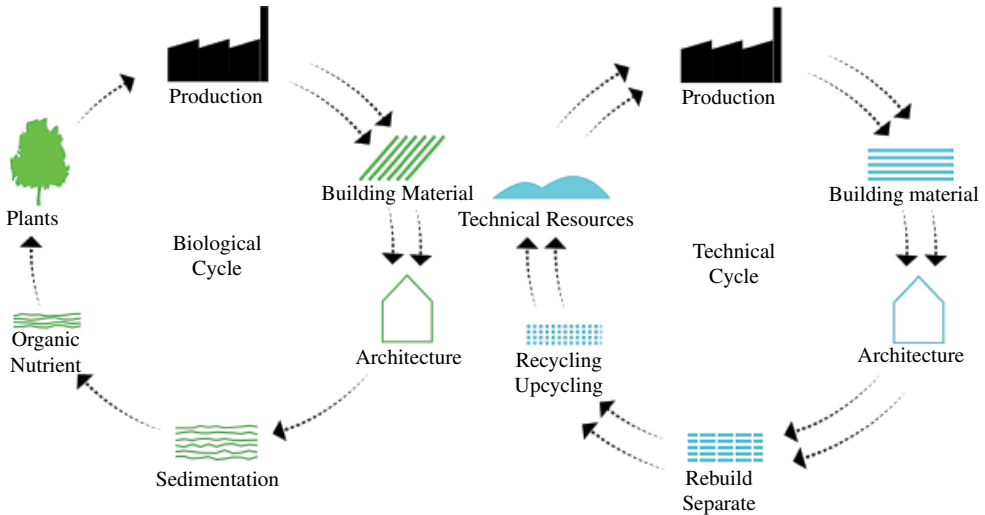 Production
Building Material
Plants
Biological
Cycle
Organic
Nutrient
Architecture
Sedimentation
Production
Building material
Technical Resources
Technical
Cycle
Recycling
Upcycling
Architecture
Rebuild
Separate